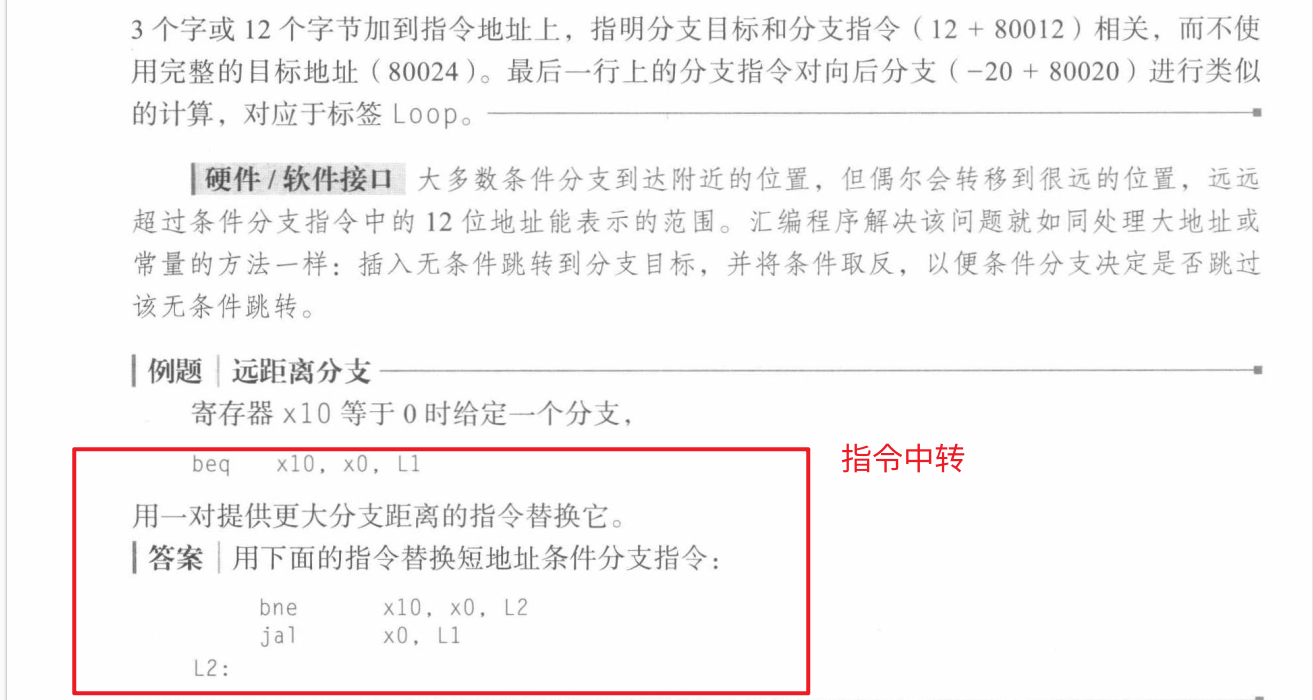 3 个字或 12 个字节加到指令地址上，指明分支目标和分支指令（12 + 80012）相关，而不使
用完整的目标地址（80024）。最后一行上的分支指令对向后分支（−20 + 80020）进行类似
的计算，对应于标签 Loop。
硬件 / 软件接口 大多数条件分支到达附近的位置，但偶尔会转移到很远的位置，远远
超过条件分支指令中的 12 位地址能表示的范围。汇编程序解决该问题就如同处理大地址或
常量的方法一样：插入无条件跳转到分支目标，并将条件取反，以便条件分支决定是否跳过
该无条件跳转。
例题 远距离分支
寄存器 x10 等于 0 时给定一个分支，
beq x10, x0, L1
指令中转
用一对提供更大分支距离的指令替换它。
答案 用下面的指令替换短地址条件分支指令：
bne x10, x0, L2
jal x0, L1
L2: